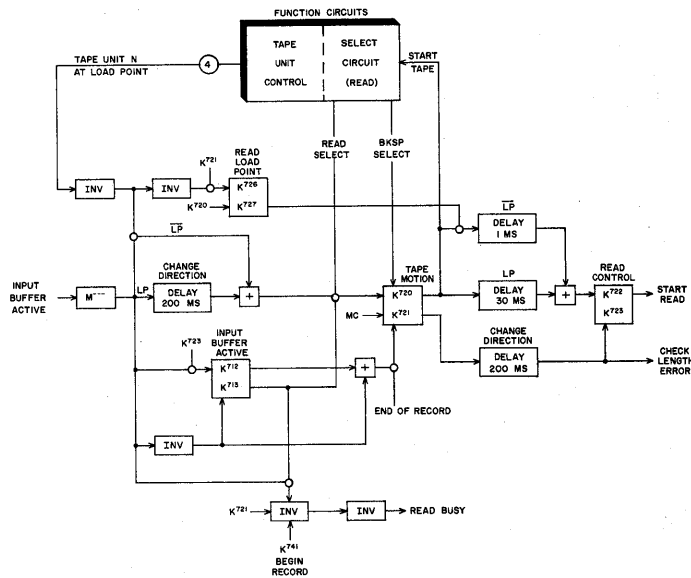 FUNCTION CIRCUITS
TAPE
UNIT
CONTROL
SELECT
CIRCUIT
(READ)
TAPE UNIT N
AT LOAD POINT
4
START
TAPE
READ
SELECT
BKSP
SELECT
K721
READ
LOAD
POINT
INV
INV
K726
K727
K720
LP
LP
DELAY
1 MS
CHANGE
DIRECTION
DELAY
200 MS
INPUT
BUFFER
ACTIVE
M---
LP
+
TAPE
MOTION
K720
K721
MC
LP
DELAY
30 MS
+
READ
CONTROL
K722
K723
START
READ
CHANGE
DIRECTION
DELAY
200 MS
CHECK
LENGTH
ERROR
K723
INPUT
BUFFER
ACTIVE
K712
K713
+
END OF RECORD
INV
K721
INV
INV
READ BUSY
K741
BEGIN
RECORD